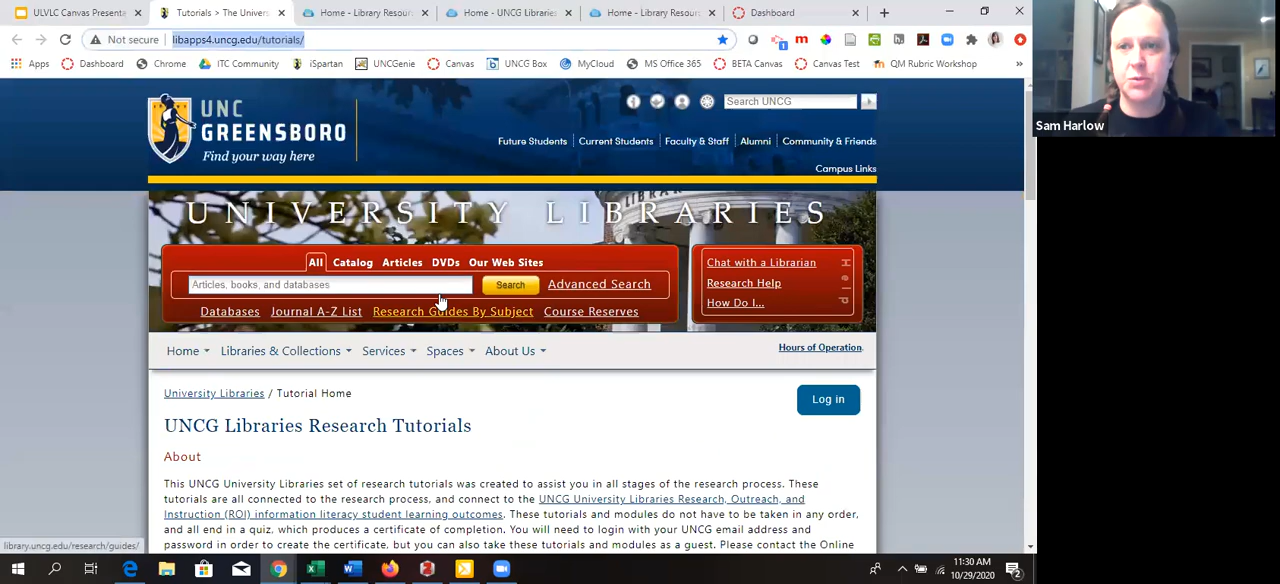 ULVLC Canvas Presenta
Tutorials > The Univer
Home - Library Resour
Home - UNCG Libraries
Home - Library Resourc
Dashboard
Not secure
libapps4.uncg.edu/tutorials/
Apps
Dashboard
Chrome
ITC Community
iSpartan
UNCGenie
Canvas
UNCG Box
MyCloud
MS Office 365
BETA Canvas
Canvas Test
QM Rubric Workshop
»
Sam Harlow
UNC
GREENSBORO
Find your way here
Search UNCG
Future Students
Current Students
Faculty & Staff
Alumni
Community & Friends
Campus Links
UNIVERSITY LIBRARIES
All
Catalog
Articles
DVDs
Our Web Sites
Articles, books, and databases
Search
Advanced Search
Databases
Journal A-Z List
Research Guides By Subject
Course Reserves
Chat with a Librarian
Research Help
How Do I...
Help
Home
Libraries & Collections
Services
Spaces
About Us
Hours of Operation
University Libraries / Tutorial Home
Log in
UNCG Libraries Research Tutorials
About
This UNCG University Libraries set of research tutorials was created to assist you in all stages of the research process. These
tutorials are all connected to the research process, and connect to the UNCG University Libraries Research, Outreach, and
Instruction (ROI) information literacy student learning outcomes. These tutorials and modules do not have to be taken in any order,
and all end in a quiz, which produces a certificate of completion. You will need to login with your UNCG email address and
password in order to create the certificate, but you can also take these tutorials and modules as a guest. Please contact the Online
library.uncg.edu/research/guides/
11:30 AM
10/29/2020